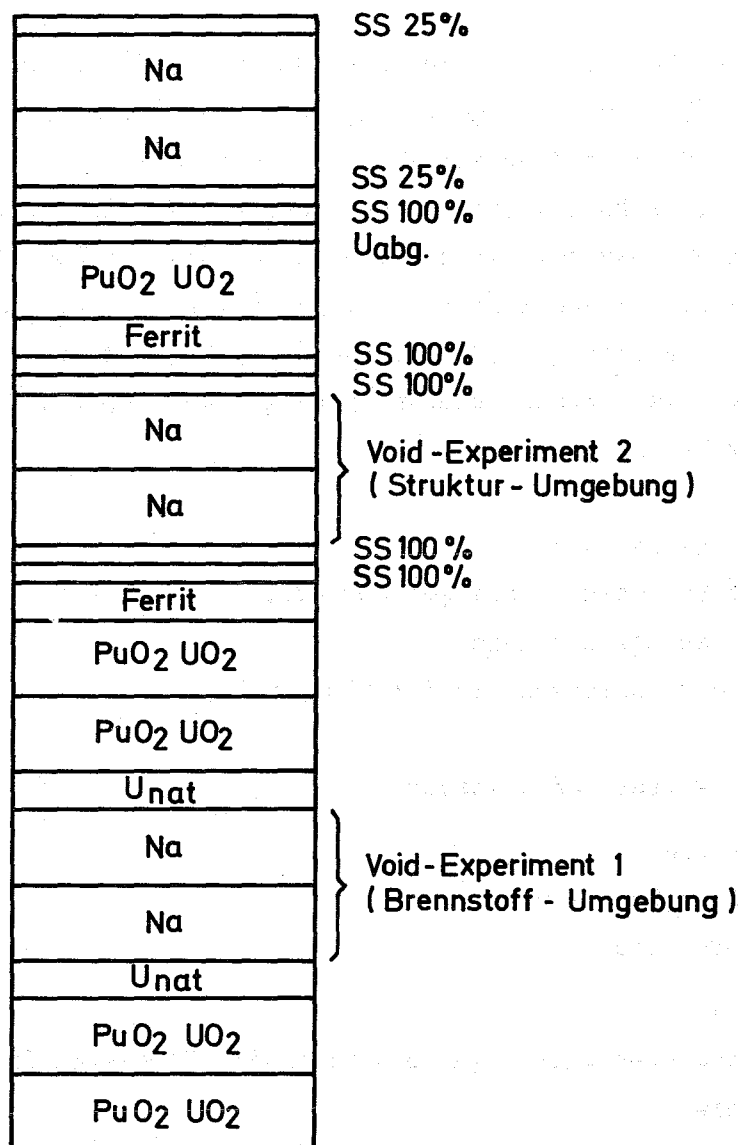 SS 25%
Na
Na
SS 25%
SS 100%
Uabg.
PuO2 UO2
Ferrit
SS 100%
SS 100%
Na
Void-Experiment 2
(Struktur-Umgebung)
Na
SS 100%
SS 100%
Ferrit
PuO2 UO2
PuO2 UO2
Unat
Na
Void-Experiment 1
(Brennstoff-Umgebung)
Na
Unat
PuO2 UO2
PuO2 UO2